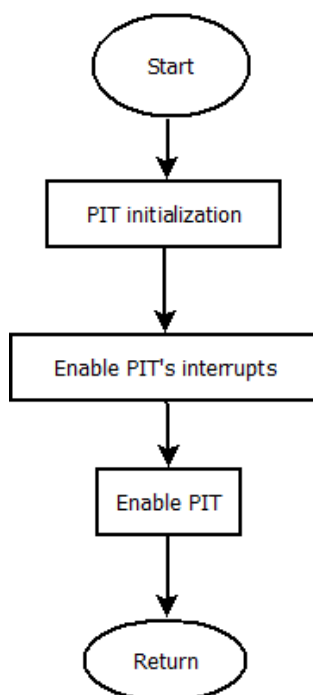 Start
PIT initialization
Enable PIT's interrupts
Enable PIT
Return